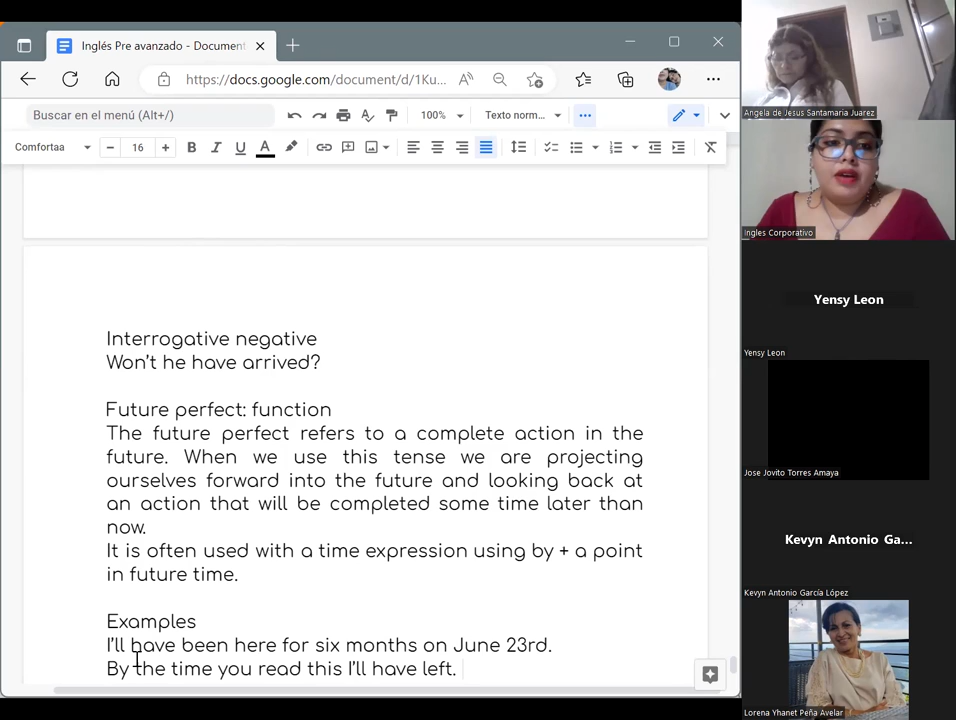 Inglés Pre avanzado - Document
https://docs.google.com/document/d/1Ku...
Buscar en el menú (Alt+/)
100%
Texto norm...
Comfortaa
16
Interrogative negative
Won't he have arrived?
Future perfect: function
The future perfect refers to a complete action in the
future. When we use this tense we are projecting
ourselves forward into the future and looking back at
an action that will be completed some time later than
now.
It is often used with a time expression using by + a point
in future time.
Examples
I'll have been here for six months on June 23rd.
By the time you read this I'll have left.
Angela de Jesus Santamaria Juarez
Ingles Corporativo
Yensy Leon
Yensy Leon
Jose Jovito Torres Amaya
Kevyn Antonio Ga...
Kevyn Antonio García López
Lorena Yhanet Peña Avelar